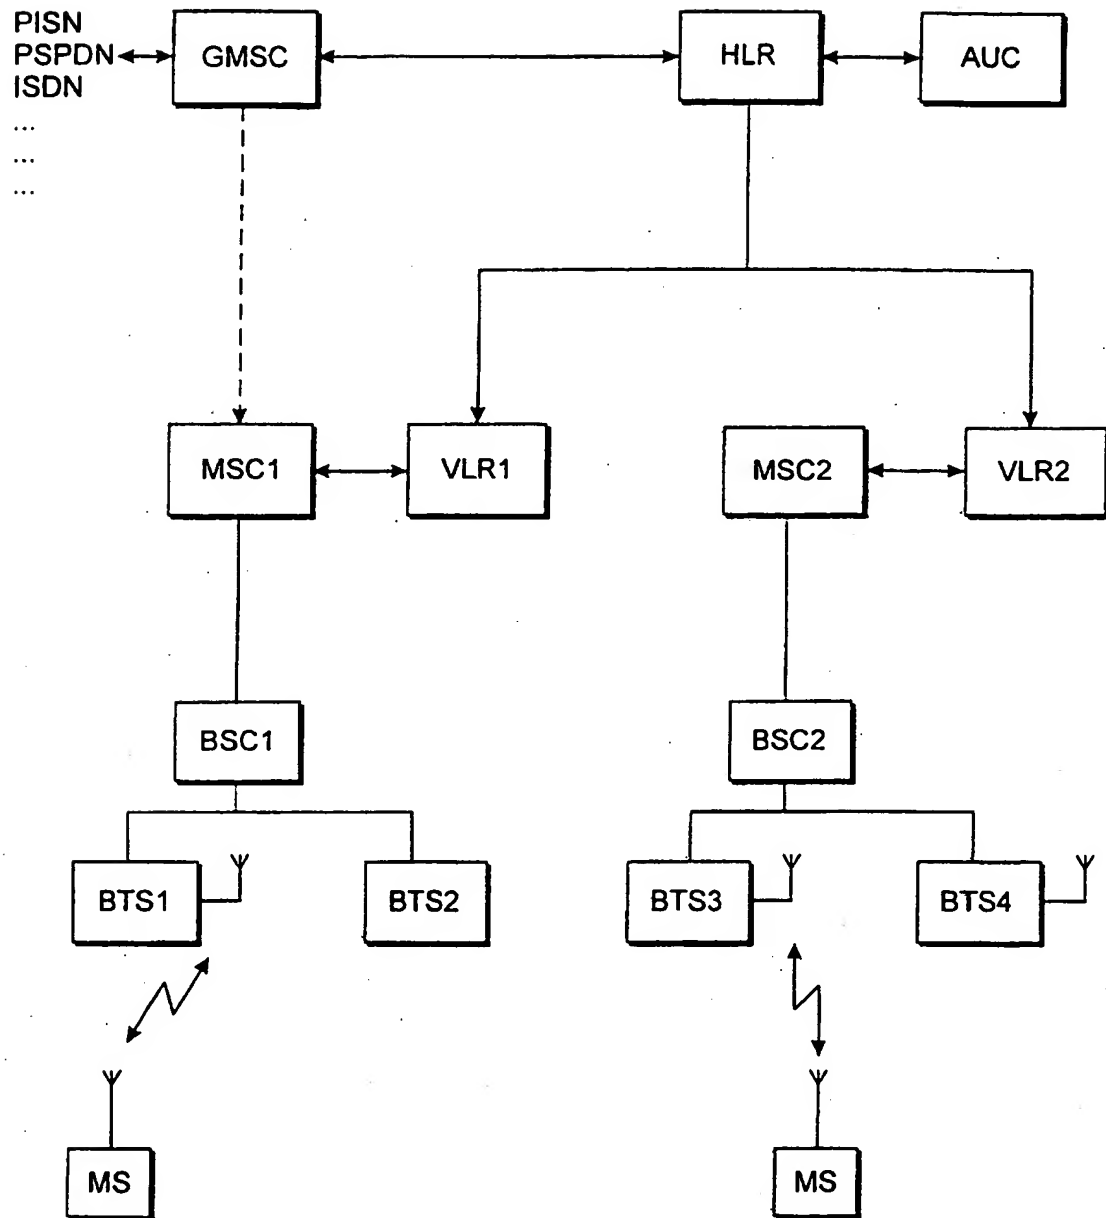 PISN
PSPDN
ISDN
...
...
...
GMSC
HLR
AUC
MSC1
VLR1
MSC2
VLR2
BSC1
BSC2
BTS1
BTS2
BTS3
BTS4
MS
MS